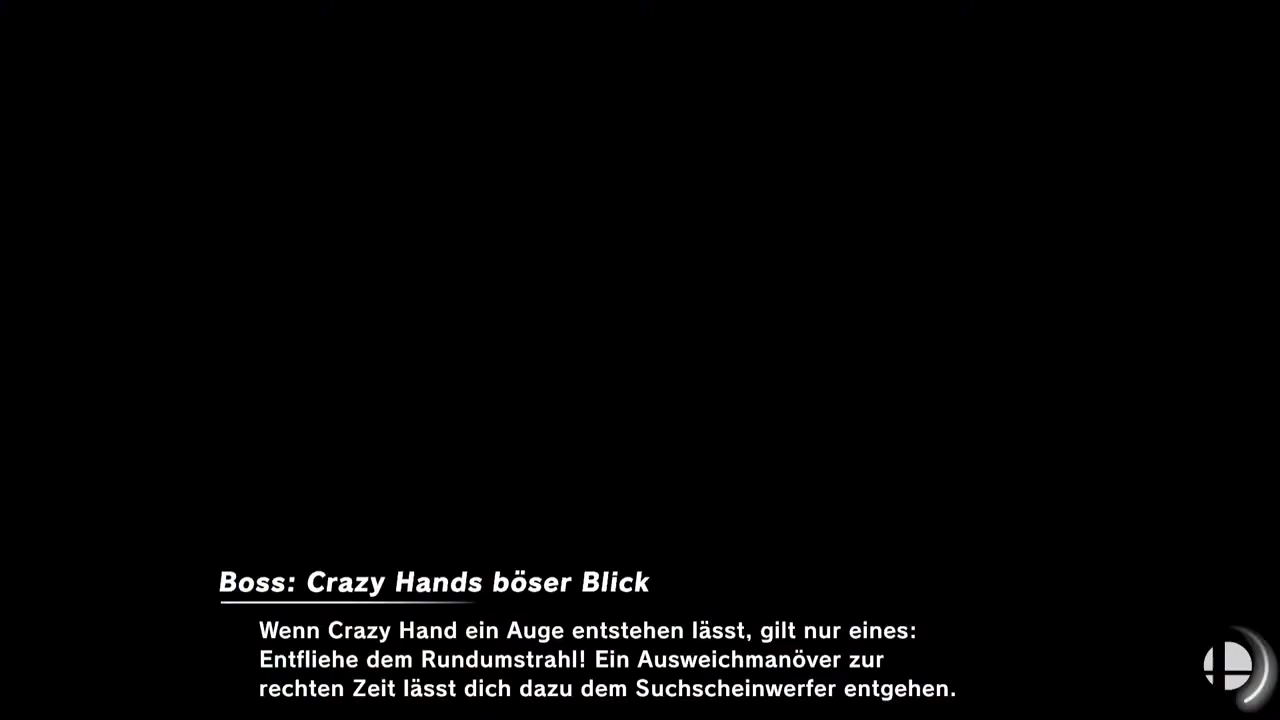 Boss: Crazy Hands böser Blick
Wenn Crazy Hand ein Auge entstehen lässt, gilt nur eines:
Entfliehe dem Rundumstrahl! Ein Ausweichmanöver zur
rechten Zeit lässt dich dazu dem Suchscheinwerfer entgehen.